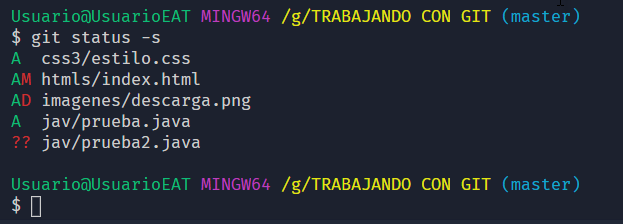 Usuario@UsuarioEAT MINGW64 /g/TRABAJANDO CON GIT (master)
$ git status -s
A  css3/estilo.css
AM htmls/index.html
AD imagenes/descarga.png
A  jav/prueba.java
?? jav/prueba2.java
Usuario@UsuarioEAT MINGW64 /g/TRABAJANDO CON GIT (master)
$